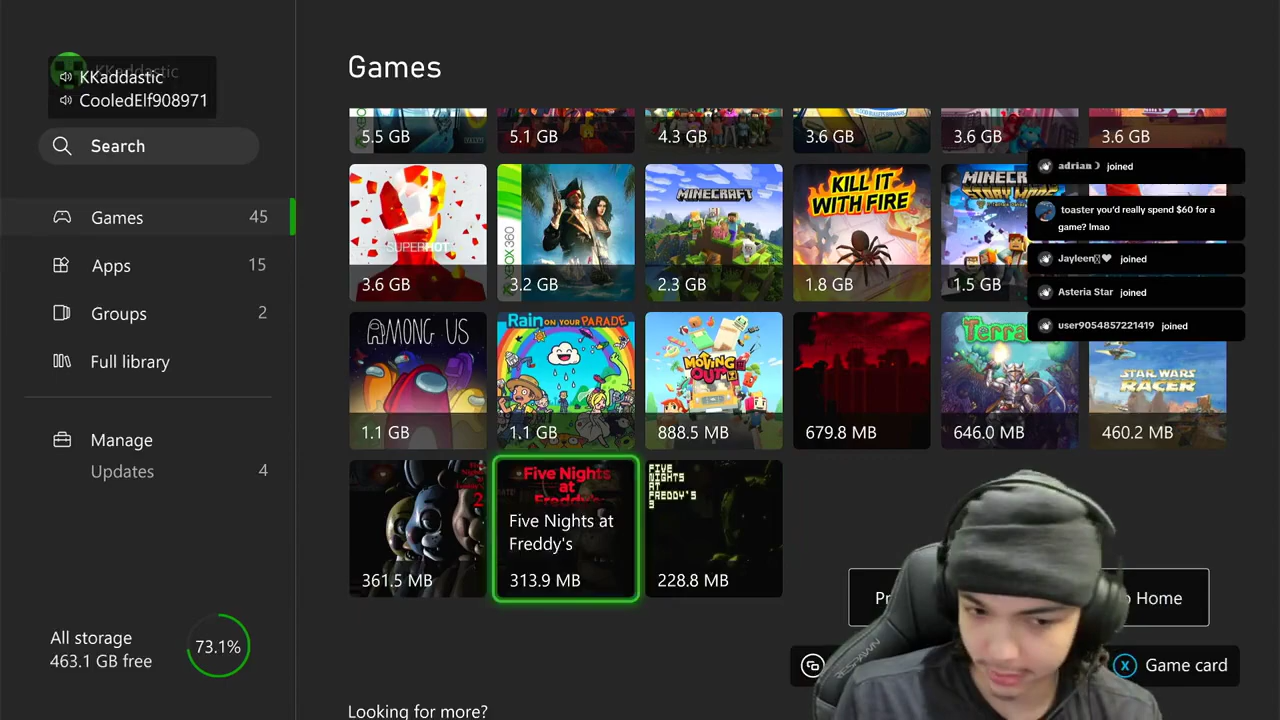 KKaddastic
KKaddastic
CooledElf908971
Search
Games 45
Apps 15
Groups 2
Full library
Manage
Updates 4
All storage
463.1 GB free
73.1%
Games
5.5 GB
5.1 GB
4.3 GB
3.6 GB
3.6 GB
3.6 GB
SUPERHOT
3.6 GB
XBOX360
3.2 GB
MINECRAFT
2.3 GB
KILL IT
WITH FIRE
1.8 GB
MINECRAFT
1.5 GB
adrian joined
toaster you'd really spend $60 for a
game? lmao
Jayleen joined
Asteria Star joined
user9054857221419 joined
AMONG US
1.1 GB
Rain ON YOUR PARADE
1.1 GB
MOVING
OUT
888.5 MB
679.8 MB
Terra
646.0 MB
STAR WARS
RACER
460.2 MB
2
361.5 MB
Five Nights
at
Freddy's
Five Nights at
Freddy's
313.9 MB
FIVE
NIGHTS
AT
FREDDY'S
228.8 MB
Home
RESPAWN
X Game card
Looking for more?